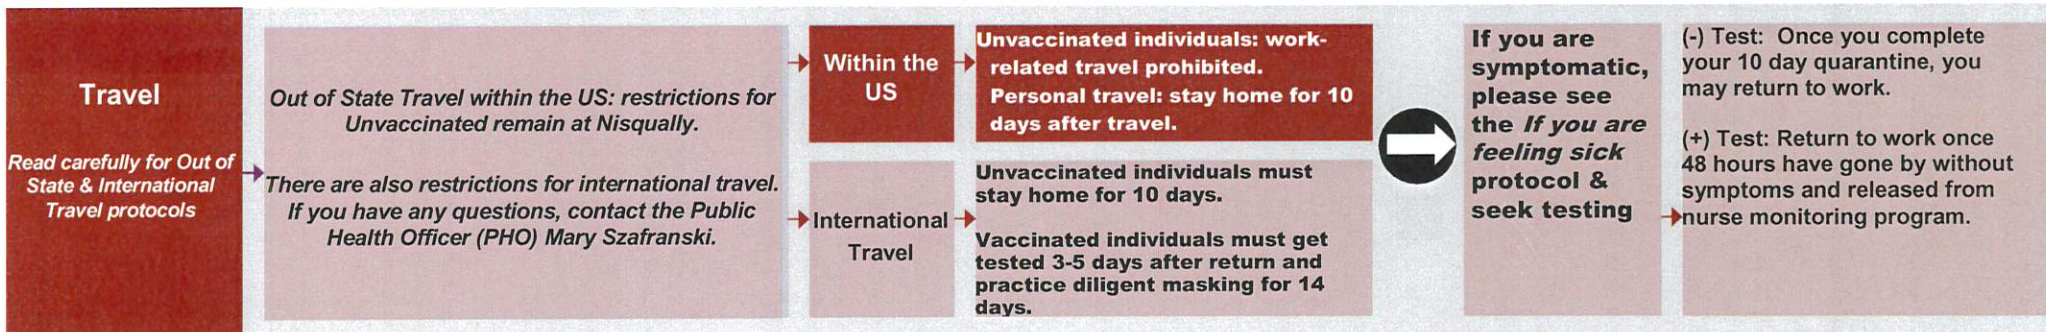 Travel
Read carefully for Out of
State & International
Travel protocols
Out of State Travel within the US: restrictions for
Unvaccinated remain at Nisqually.
There are also restrictions for international travel.
If you have any questions, contact the Public
Health Officer (PHO) Mary Szafranski.
Within the
US
Unvaccinated individuals: work-
related travel prohibited.
Personal travel: stay home for 10
days after travel.
International
Travel
Unvaccinated individuals must
stay home for 10 days.
Vaccinated individuals must get
tested 3-5 days after return and
practice diligent masking for 14
days.
If you are
symptomatic,
please see
the If you are
feeling sick
protocol &
seek testing
(-) Test: Once you complete
your 10 day quarantine, you
may return to work.
(+) Test: Return to work once
48 hours have gone by without
symptoms and released from
nurse monitoring program.